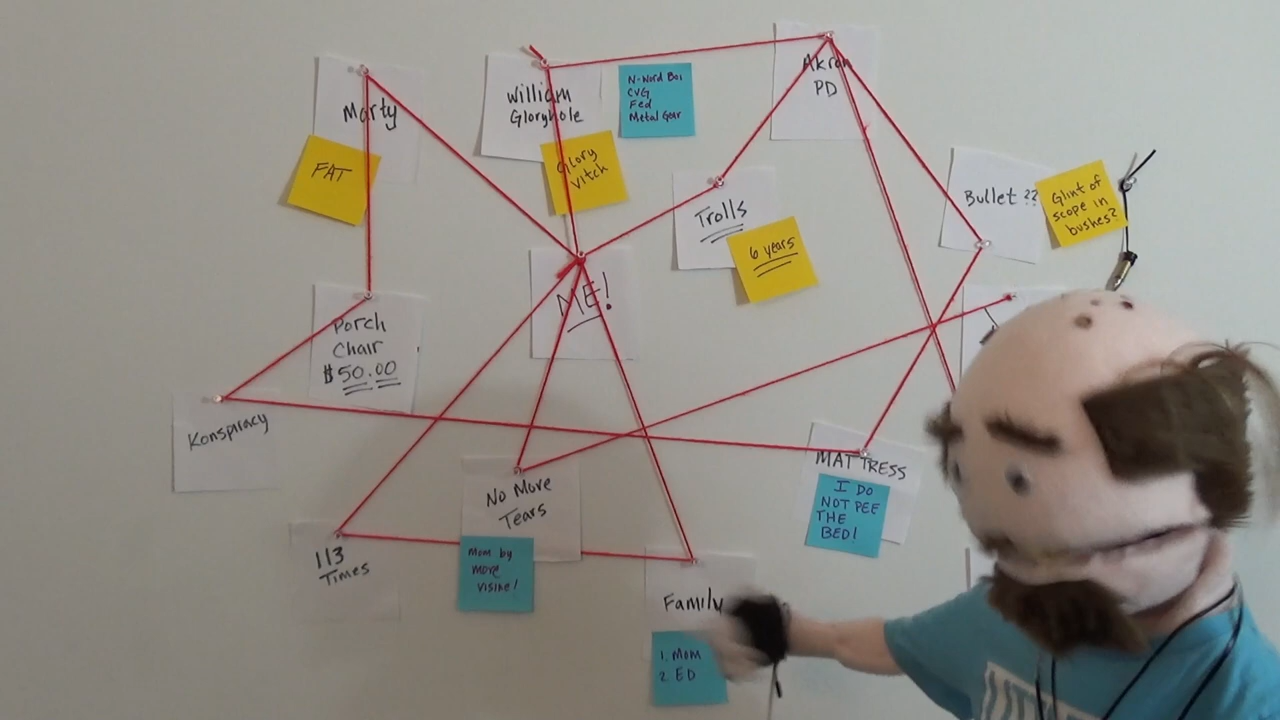 Marty
FAT
William
Gloryhole
N-Word Boi
CVG
Fed
Metal Gear
Glory
Vitch
Akron
PD
Trolls
6 years
Bullet ??
Glint of
scope in
bushes?
ME!
Porch
Chair
$50.00
Konspiracy
113
Times
No More
Tears
Mom buy
more
visine!
MATTRESS
I DO
NOT PEE
THE
BED!
Family
1. MOM
2. ED